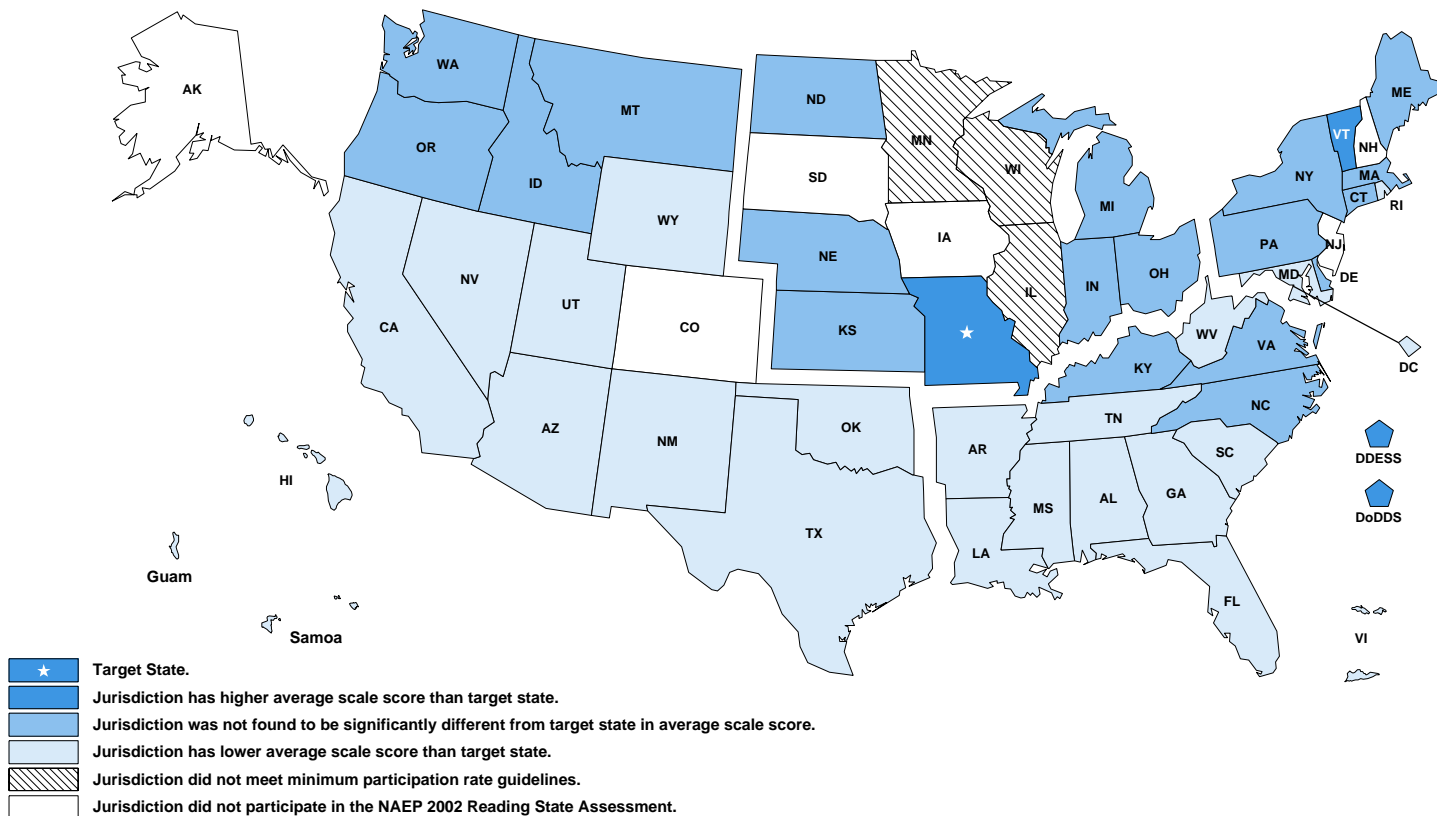 AK
WA
MT
ND
MN
ME
VT
NH
OR
ID
SD
WI
NY
MA
CT
RI
WY
MI
IA
PA
NJ
NE
IN
OH
MD
DE
NV
UT
CO
KS
IL
WV
VA
CA
KY
DC
AZ
NM
OK
AR
TN
NC
SC
DDESS
HI
MS
AL
GA
DoDDS
TX
LA
Guam
FL
Samoa
VI
Target State.
Jurisdiction has higher average scale score than target state.
Jurisdiction was not found to be significantly different from target state in average scale score.
Jurisdiction has lower average scale score than target state.
Jurisdiction did not meet minimum participation rate guidelines.
Jurisdiction did not participate in the NAEP 2002 Reading State Assessment.